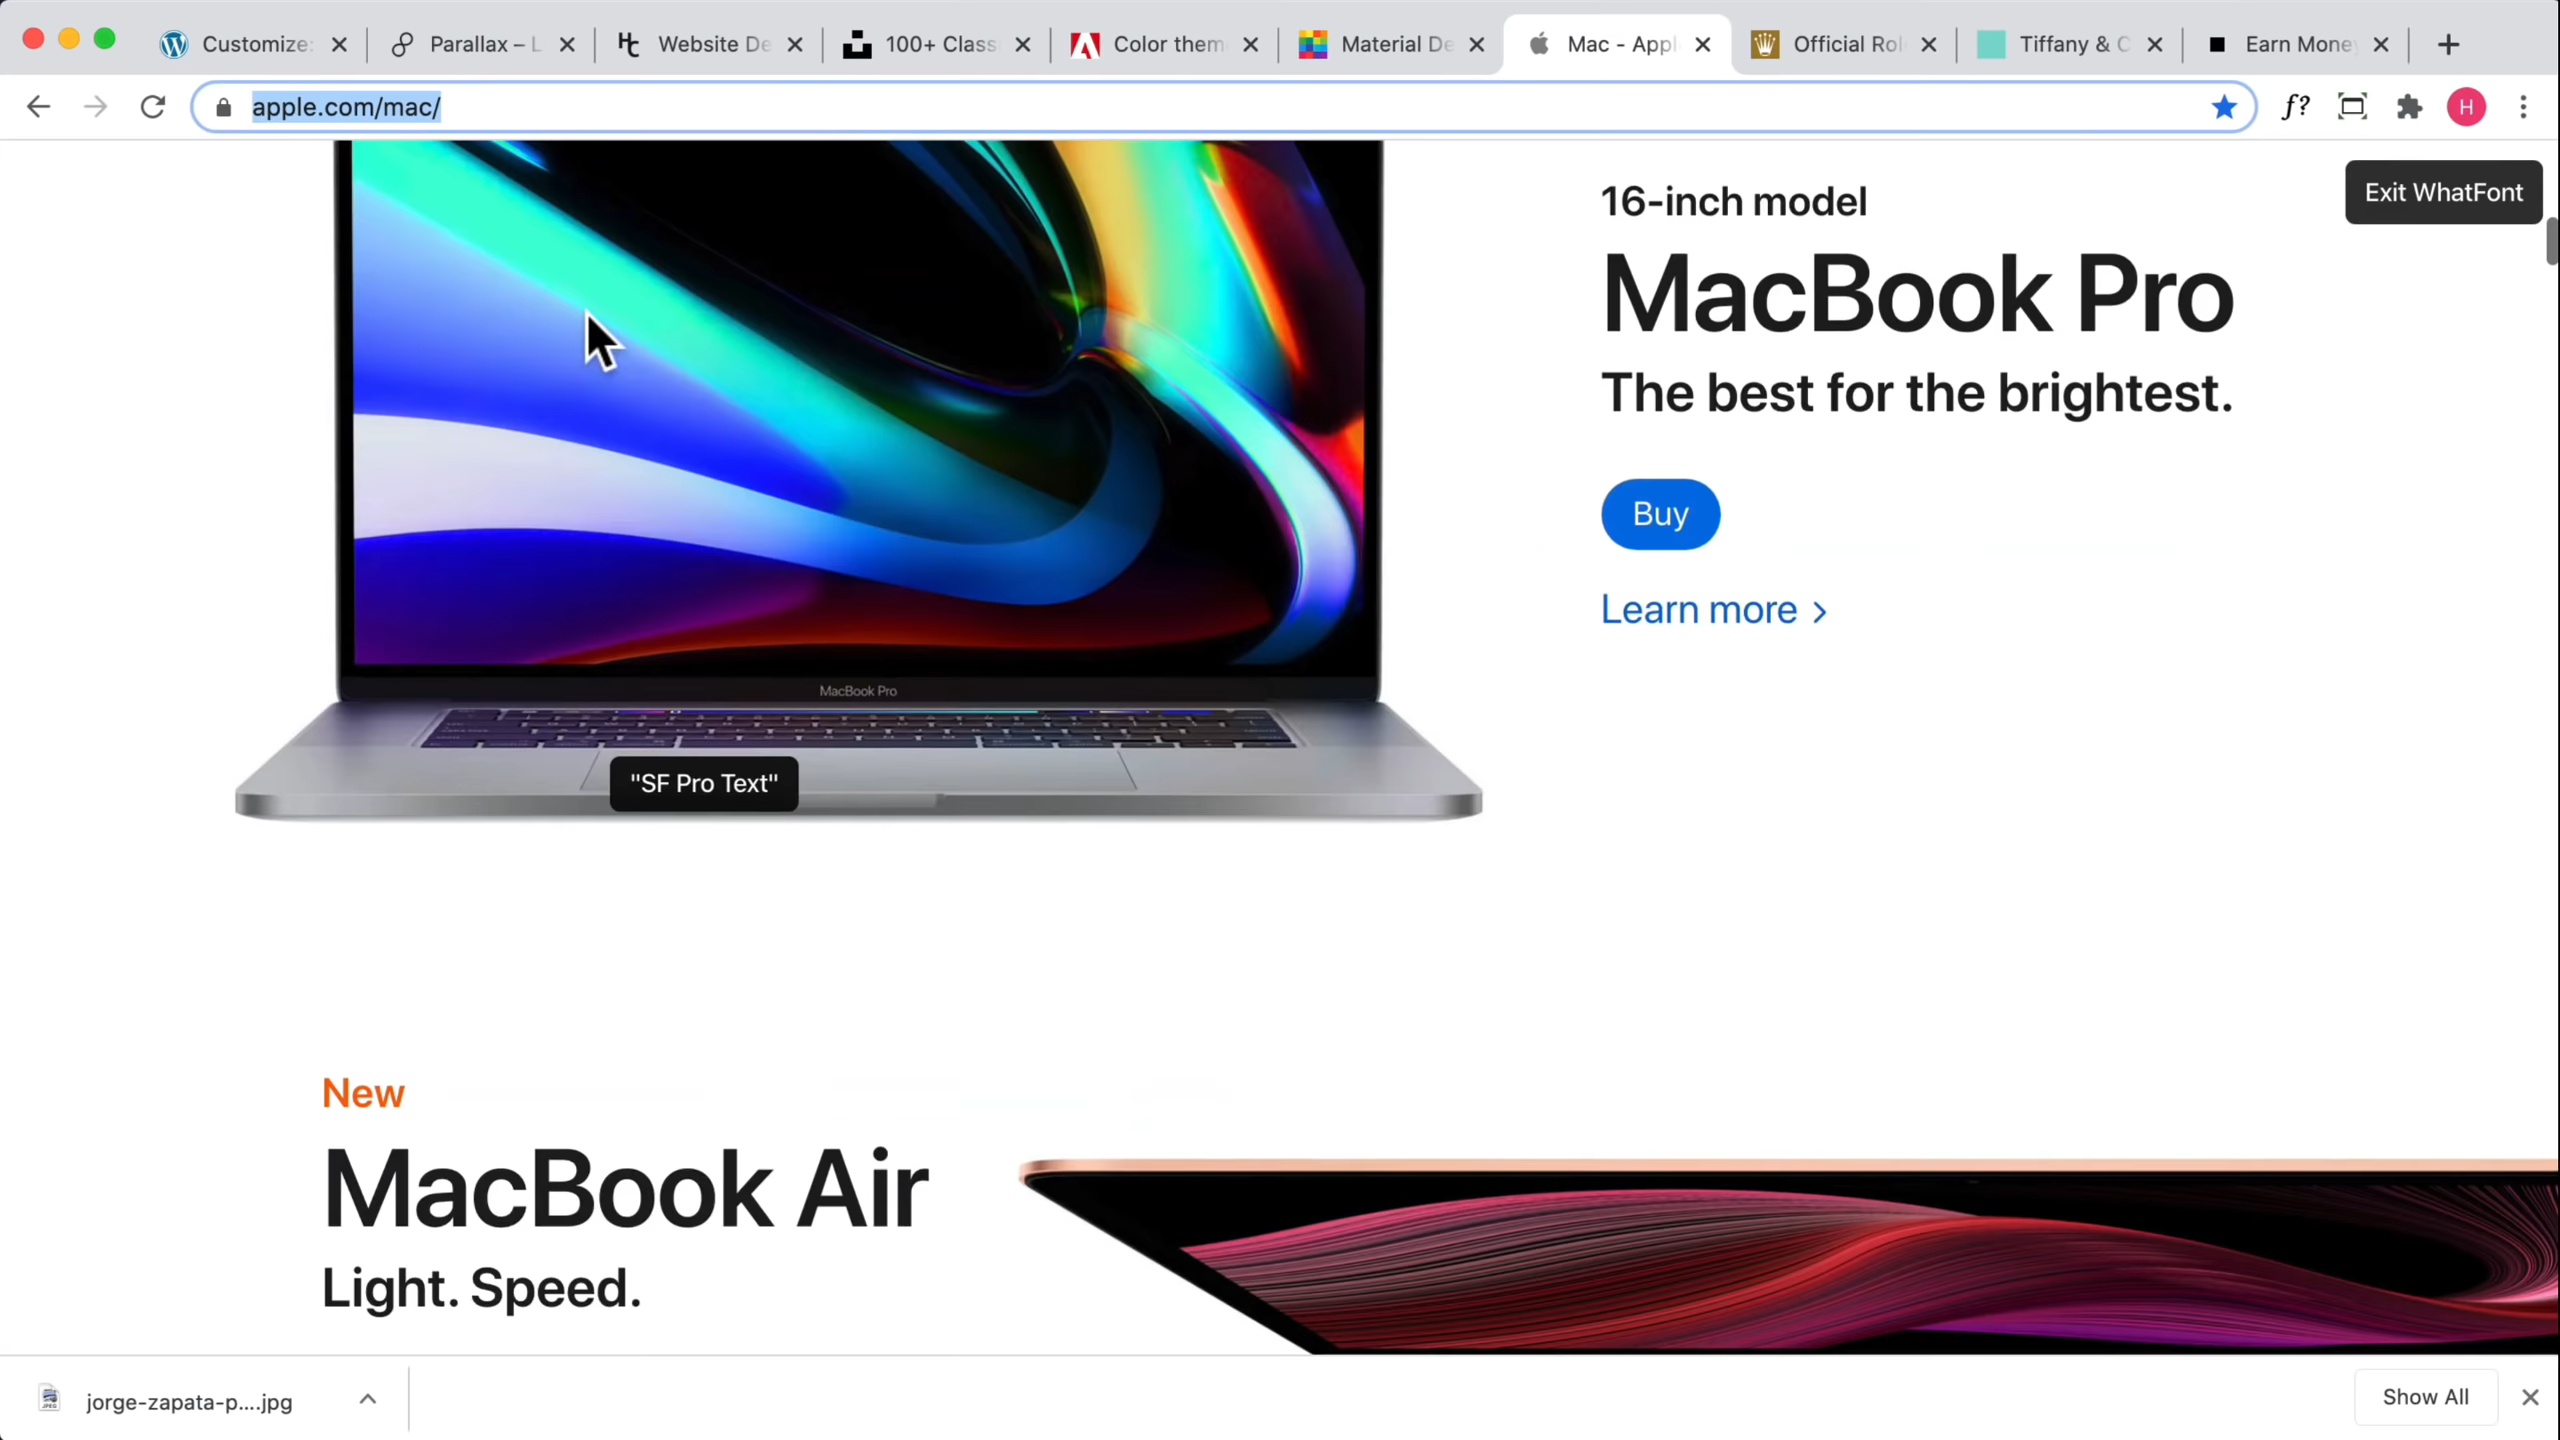 Customize:
Parallax – L
Website De
100+ Class
Color them
Material De
Mac - Appl
Official Rol
Tiffany & C
Earn Money
apple.com/mac/
f?
H
Exit WhatFont
16-inch model
MacBook Pro
The best for the brightest.
Buy
Learn more >
MacBook Pro
"SF Pro Text"
New
MacBook Air
Light. Speed.
jorge-zapata-p....jpg
Show All